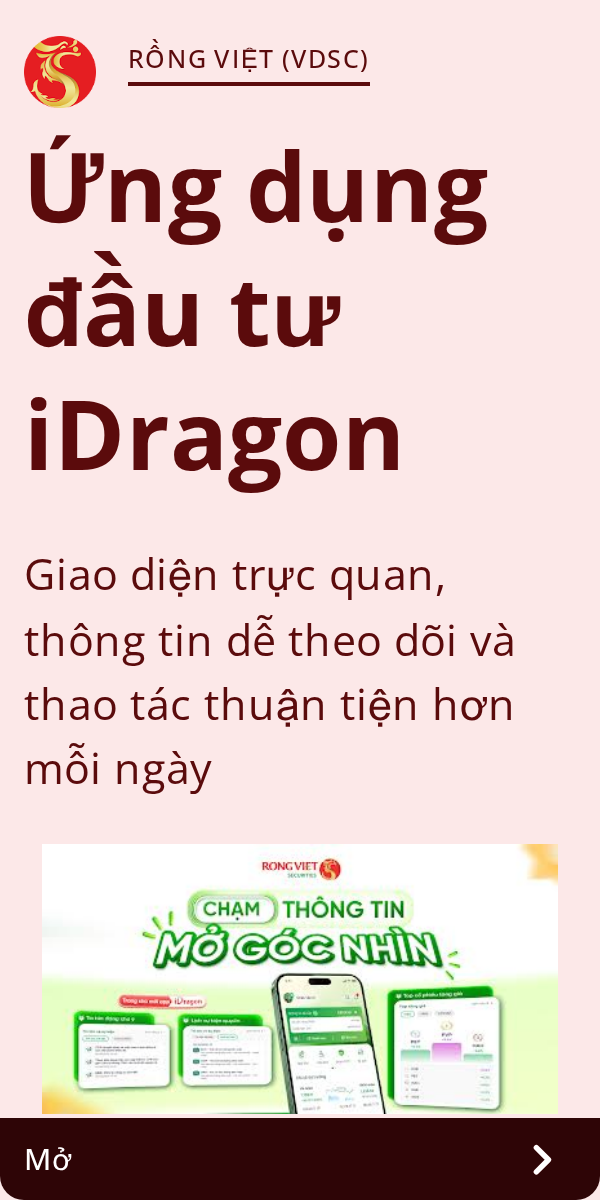 RỒNG VIỆT (VDSC)
Ứng dụng
đầu tư
iDragon
Giao diện trực quan,
thông tin dễ theo dõi và
thao tác thuận tiện hơn
mỗi ngày
RONG VIET
SECURITIES
CHẠM THÔNG TIN
MỞ GÓC NHÌN
Mở